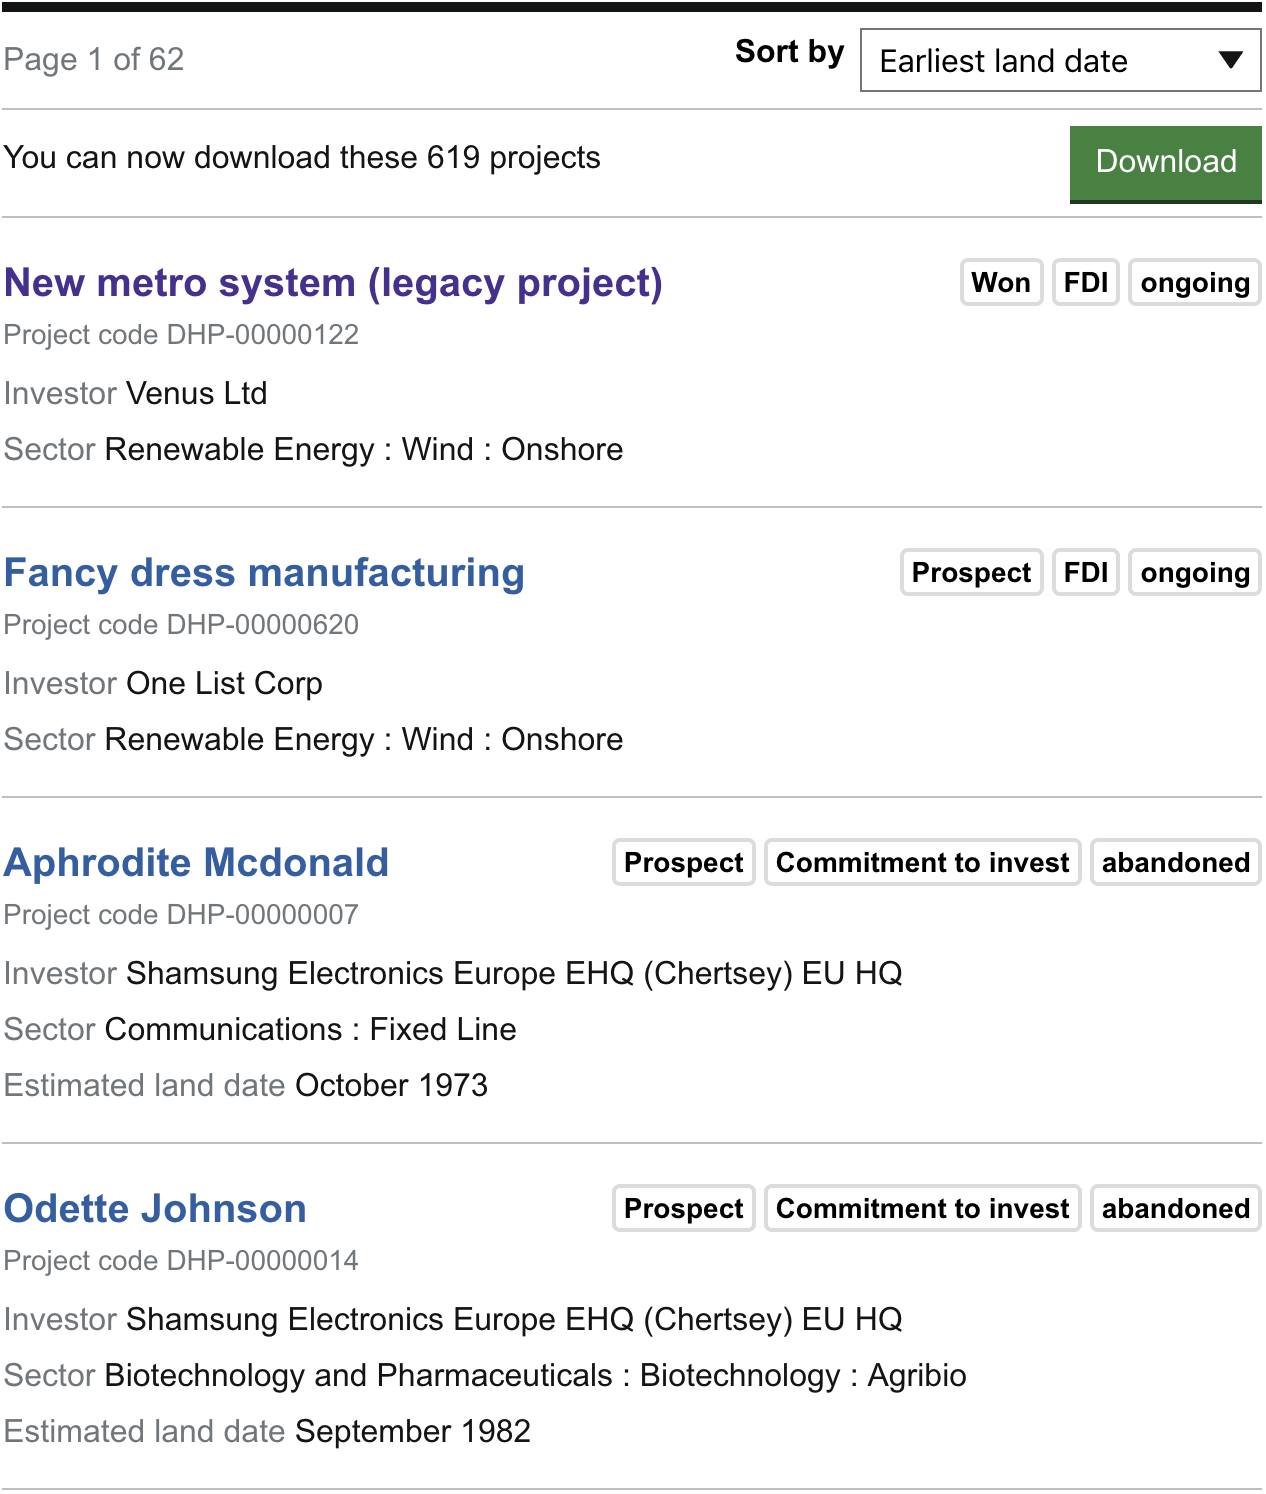 Page 1 of 62
Sort by Earliest land date
You can now download these 619 projects
Download
New metro system (legacy project) Won FDI ongoing
Project code DHP-00000122
Investor Venus Ltd
Sector Renewable Energy : Wind : Onshore
Fancy dress manufacturing Prospect FDI ongoing
Project code DHP-00000620
Investor One List Corp
Sector Renewable Energy : Wind : Onshore
Aphrodite Mcdonald Prospect Commitment to invest abandoned
Project code DHP-00000007
Investor Shamsung Electronics Europe EHQ (Chertsey) EU HQ
Sector Communications : Fixed Line
Estimated land date October 1973
Odette Johnson Prospect Commitment to invest abandoned
Project code DHP-00000014
Investor Shamsung Electronics Europe EHQ (Chertsey) EU HQ
Sector Biotechnology and Pharmaceuticals : Biotechnology : Agribio
Estimated land date September 1982